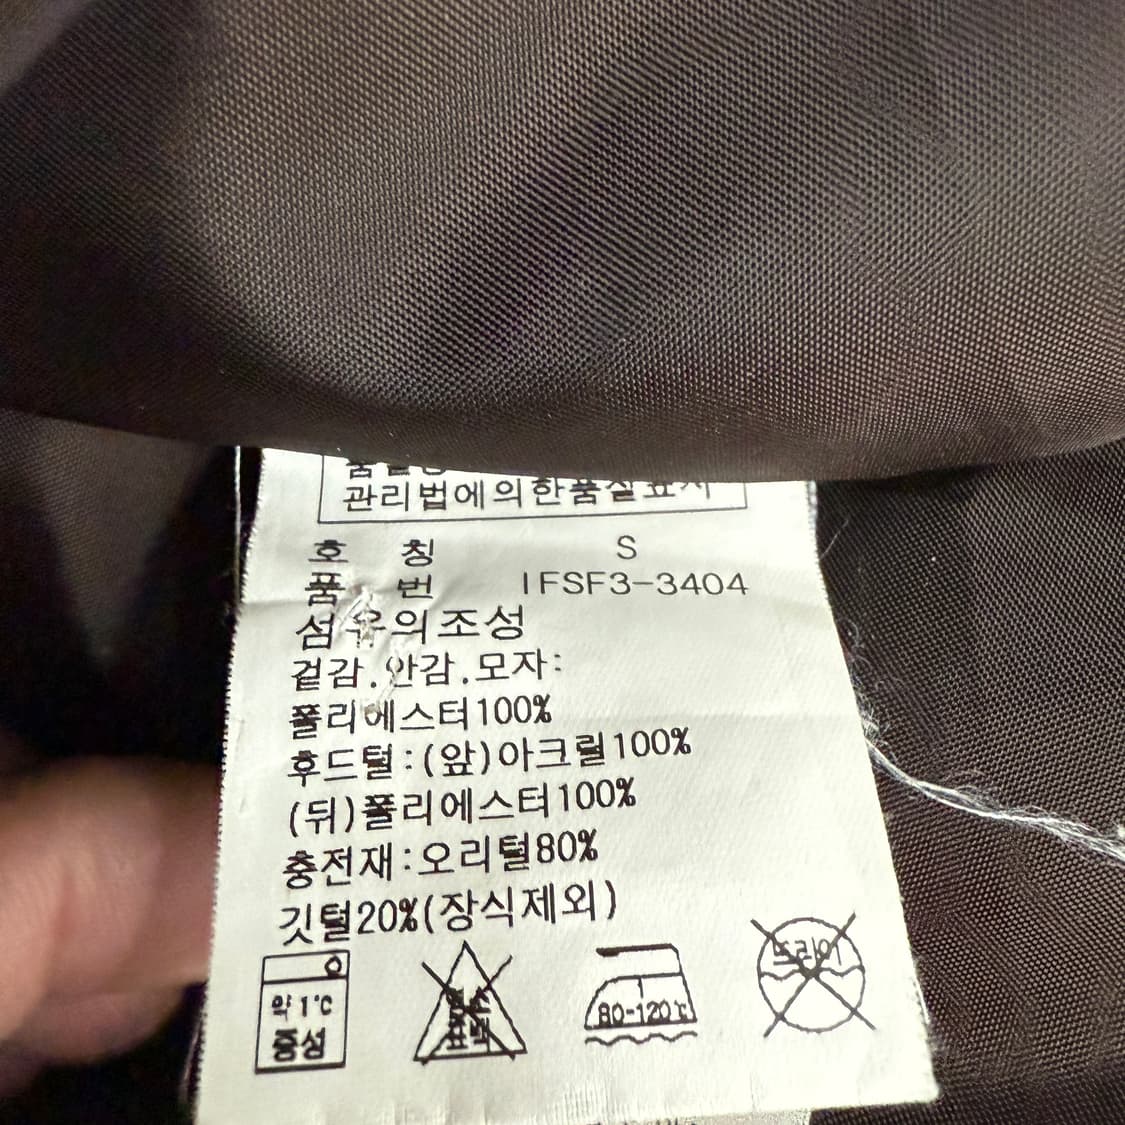 관리법에의한품질표시
호 칭 S
품 번 IFSF3-3404
섬유의조성
겉감.안감.모자:
폴리에스터100%
후드털:(앞)아크릴100%
(뒤)폴리에스터100%
충전재:오리털80%
깃털20%(장식제외)
약 1℃
중성
80-120℃
드라이